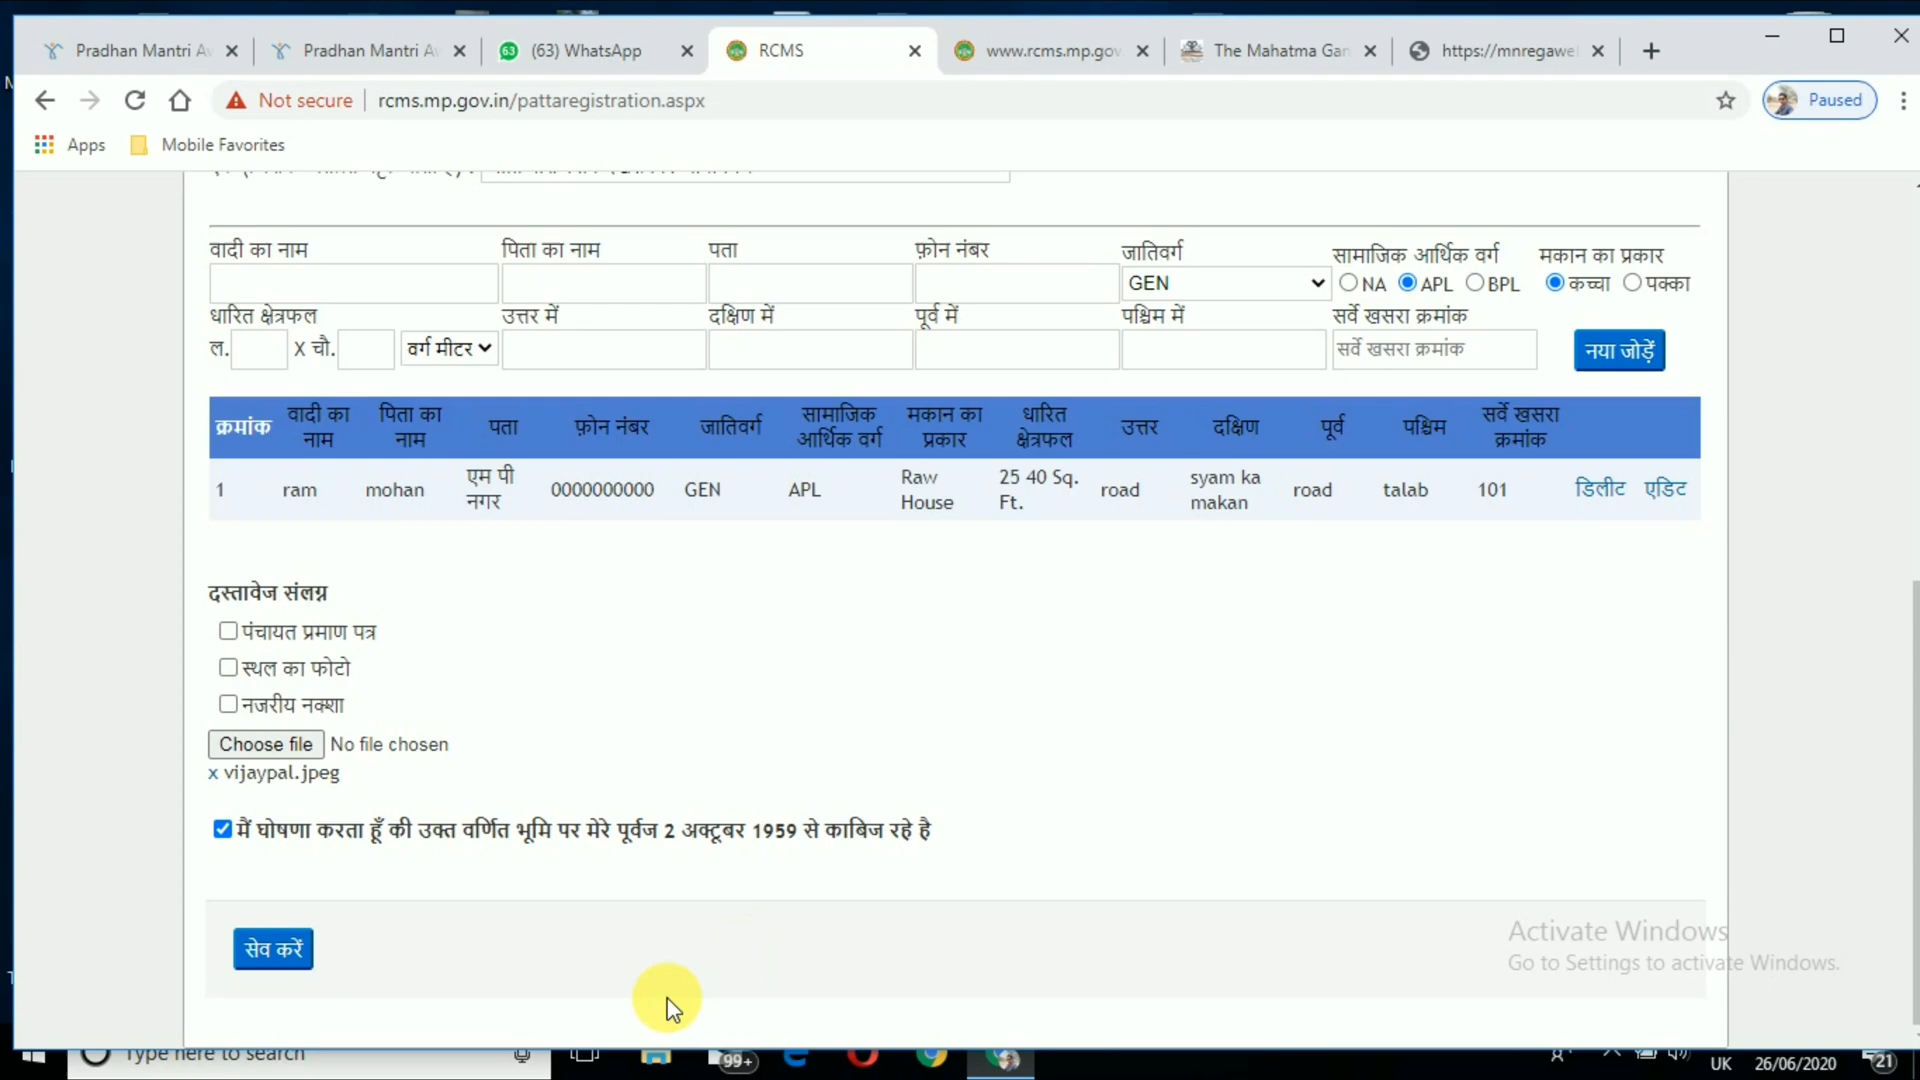 Pradhan Mantri A
Pradhan Mantri A
63 (63) WhatsApp
RCMS
www.rcms.mp.gov
The Mahatma Gan
https://mnregawe
Not secure rcms.mp.gov.in/pattaregistration.aspx Paused
Apps Mobile Favorites
वादी का नाम पिता का नाम पता फ़ोन नंबर जातिवर्ग सामाजिक आर्थिक वर्ग मकान का प्रकार
GEN NA APL BPL कच्चा पक्का
धारित क्षेत्रफल उत्तर में दक्षिण में पूर्व में पश्चिम में सर्वे खसरा क्रमांक
ल. X चौ. वर्ग मीटर सर्वे खसरा क्रमांक नया जोड़ें
क्रमांक वादी का नाम पिता का नाम पता फ़ोन नंबर जातिवर्ग सामाजिक आर्थिक वर्ग मकान का प्रकार धारित क्षेत्रफल उत्तर दक्षिण पूर्व पश्चिम सर्वे खसरा क्रमांक
1 ram mohan एम पी नगर 0000000000 GEN APL Raw House 25 40 Sq. Ft. road syam ka makan road talab 101 डिलीट एडिट
दस्तावेज संलग्न
पंचायत प्रमाण पत्र
स्थल का फोटो
नजरीय नक्शा
Choose file No file chosen
x vijaypal.jpeg
मैं घोषणा करता हूँ की उक्त वर्णित भूमि पर मेरे पूर्वज 2 अक्टूबर 1959 से काबिज रहे है
सेव करें
Activate Windows
Go to Settings to activate Windows.
Type here to search 99+ UK 26/06/2020 21